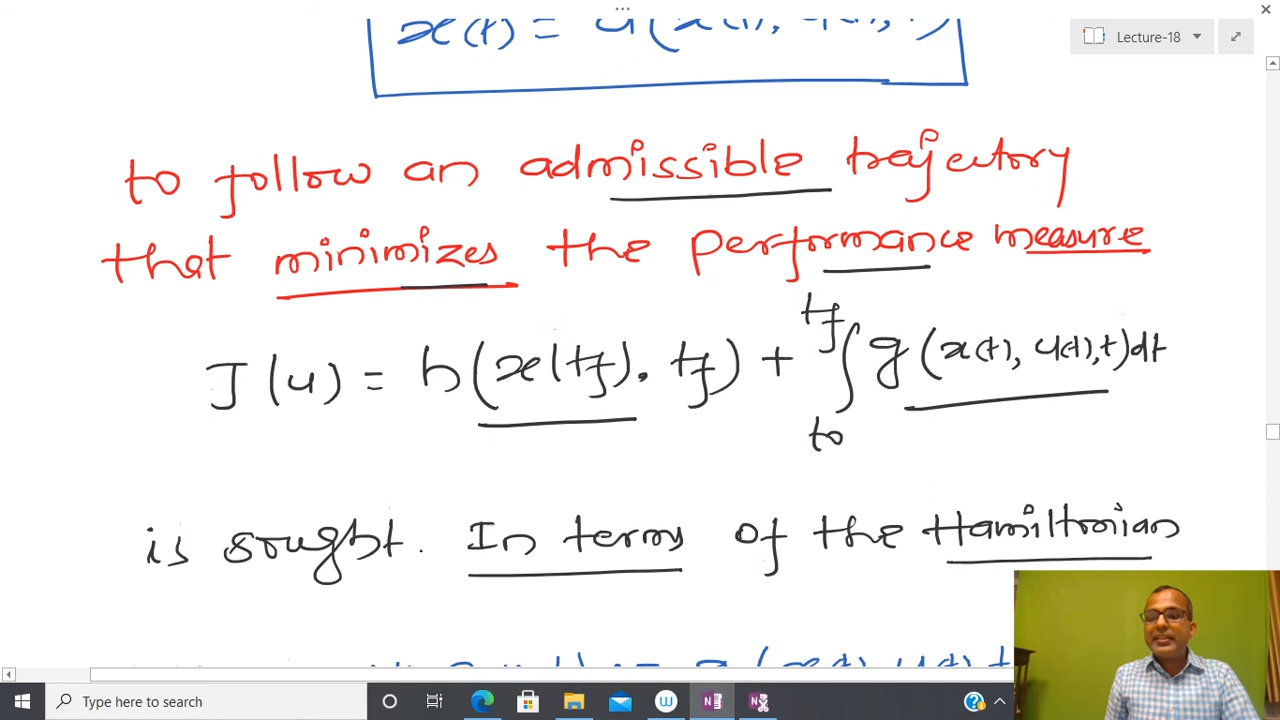 ẋ(t) = a(x(t), u(t), t)
Lecture-18
to follow an admissible trajectory
that minimizes the performance measure
J(u) = h(x(tf), tf) + ∫ t0 tf g(x(t), u(t), t)dt
is sought. In terms of the Hamiltonian
g(x(t), u(t), t
Type here to search